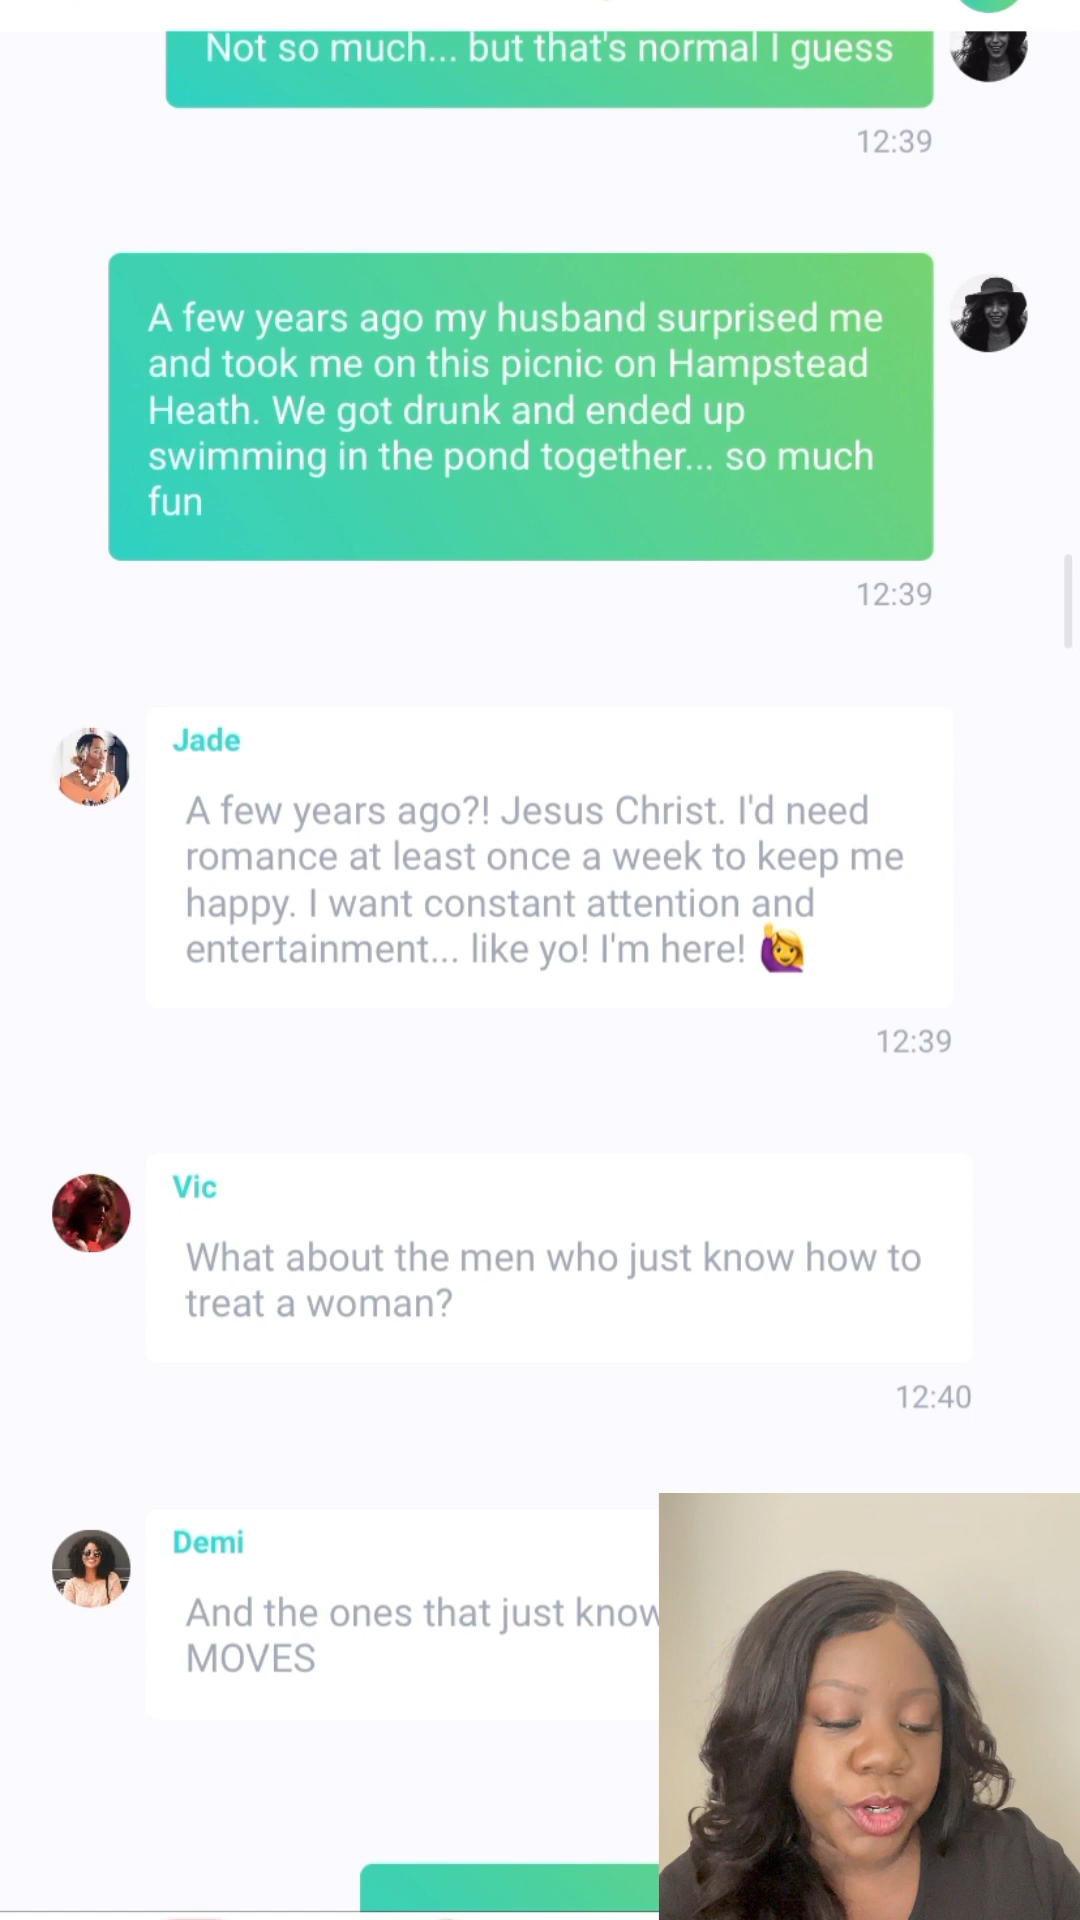 Not so much... but that's normal I guess
12:39
A few years ago my husband surprised me
and took me on this picnic on Hampstead
Heath. We got drunk and ended up
swimming in the pond together... so much
fun
12:39
Jade
A few years ago?! Jesus Christ. I'd need
romance at least once a week to keep me
happy. I want constant attention and
entertainment... like yo! I'm here! 🙋‍♀️
12:39
Vic
What about the men who just know how to
treat a woman?
12:40
Demi
And the ones that just know
MOVES